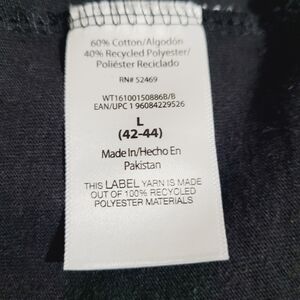 60% Cotton/Algodón
40% Recycled Polyester/
Poliéster Reciclado
RN# 52469
WT16100150886B/B
EAN/UPC 1 96084229526
L
(42-44)
Made In/Hecho En
Pakistan
THIS LABEL YARN IS MADE
OUT OF 100% RECYCLED
POLYESTER MATERIALS